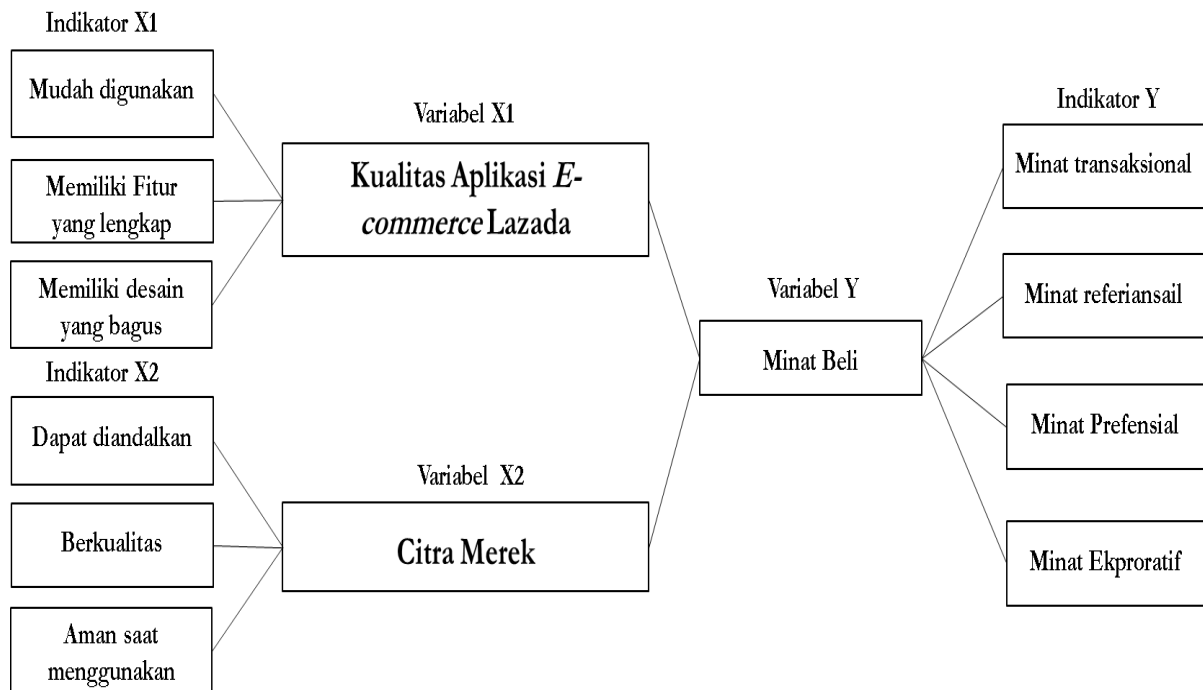 Indikator X1
Mudah digunakan
Memiliki Fitur
yang lengkap
Memiliki desain
yang bagus
Indikator X2
Dapat diandalkan
Berkualitas
Aman saat
menggunakan
Variabel X1
Kualitas Aplikasi E-
commerce Lazada
Variabel X2
Citra Merek
Variabel Y
Minat Beli
Indikator Y
Minat transaksional
Minat referiansail
Minat Prefensial
Minat Ekproratif